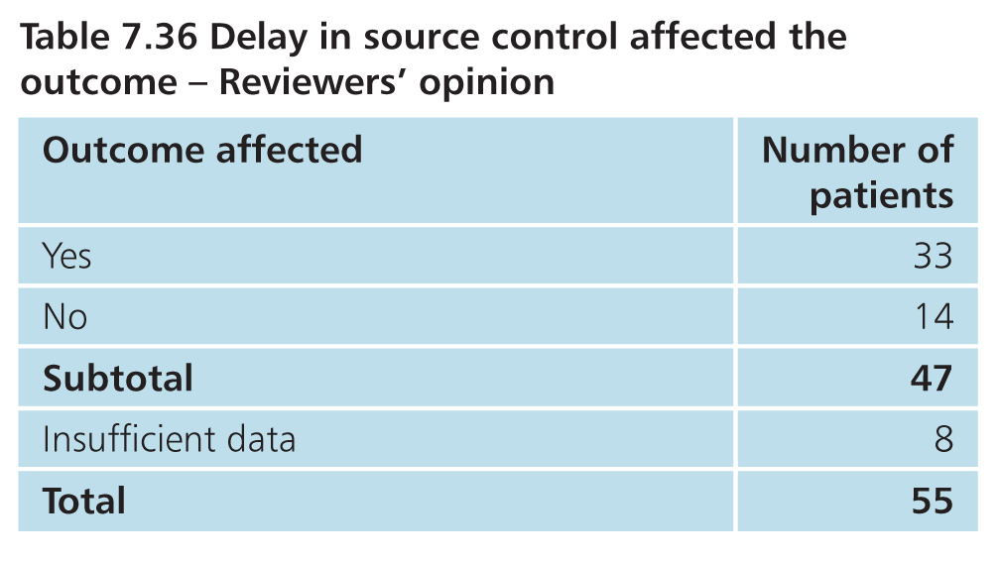 Table 7.36 Delay in source control affected the
outcome – Reviewers’ opinion
Outcome affected Number of
patients
Yes 33
No 14
Subtotal 47
Insufficient data 8
Total 55